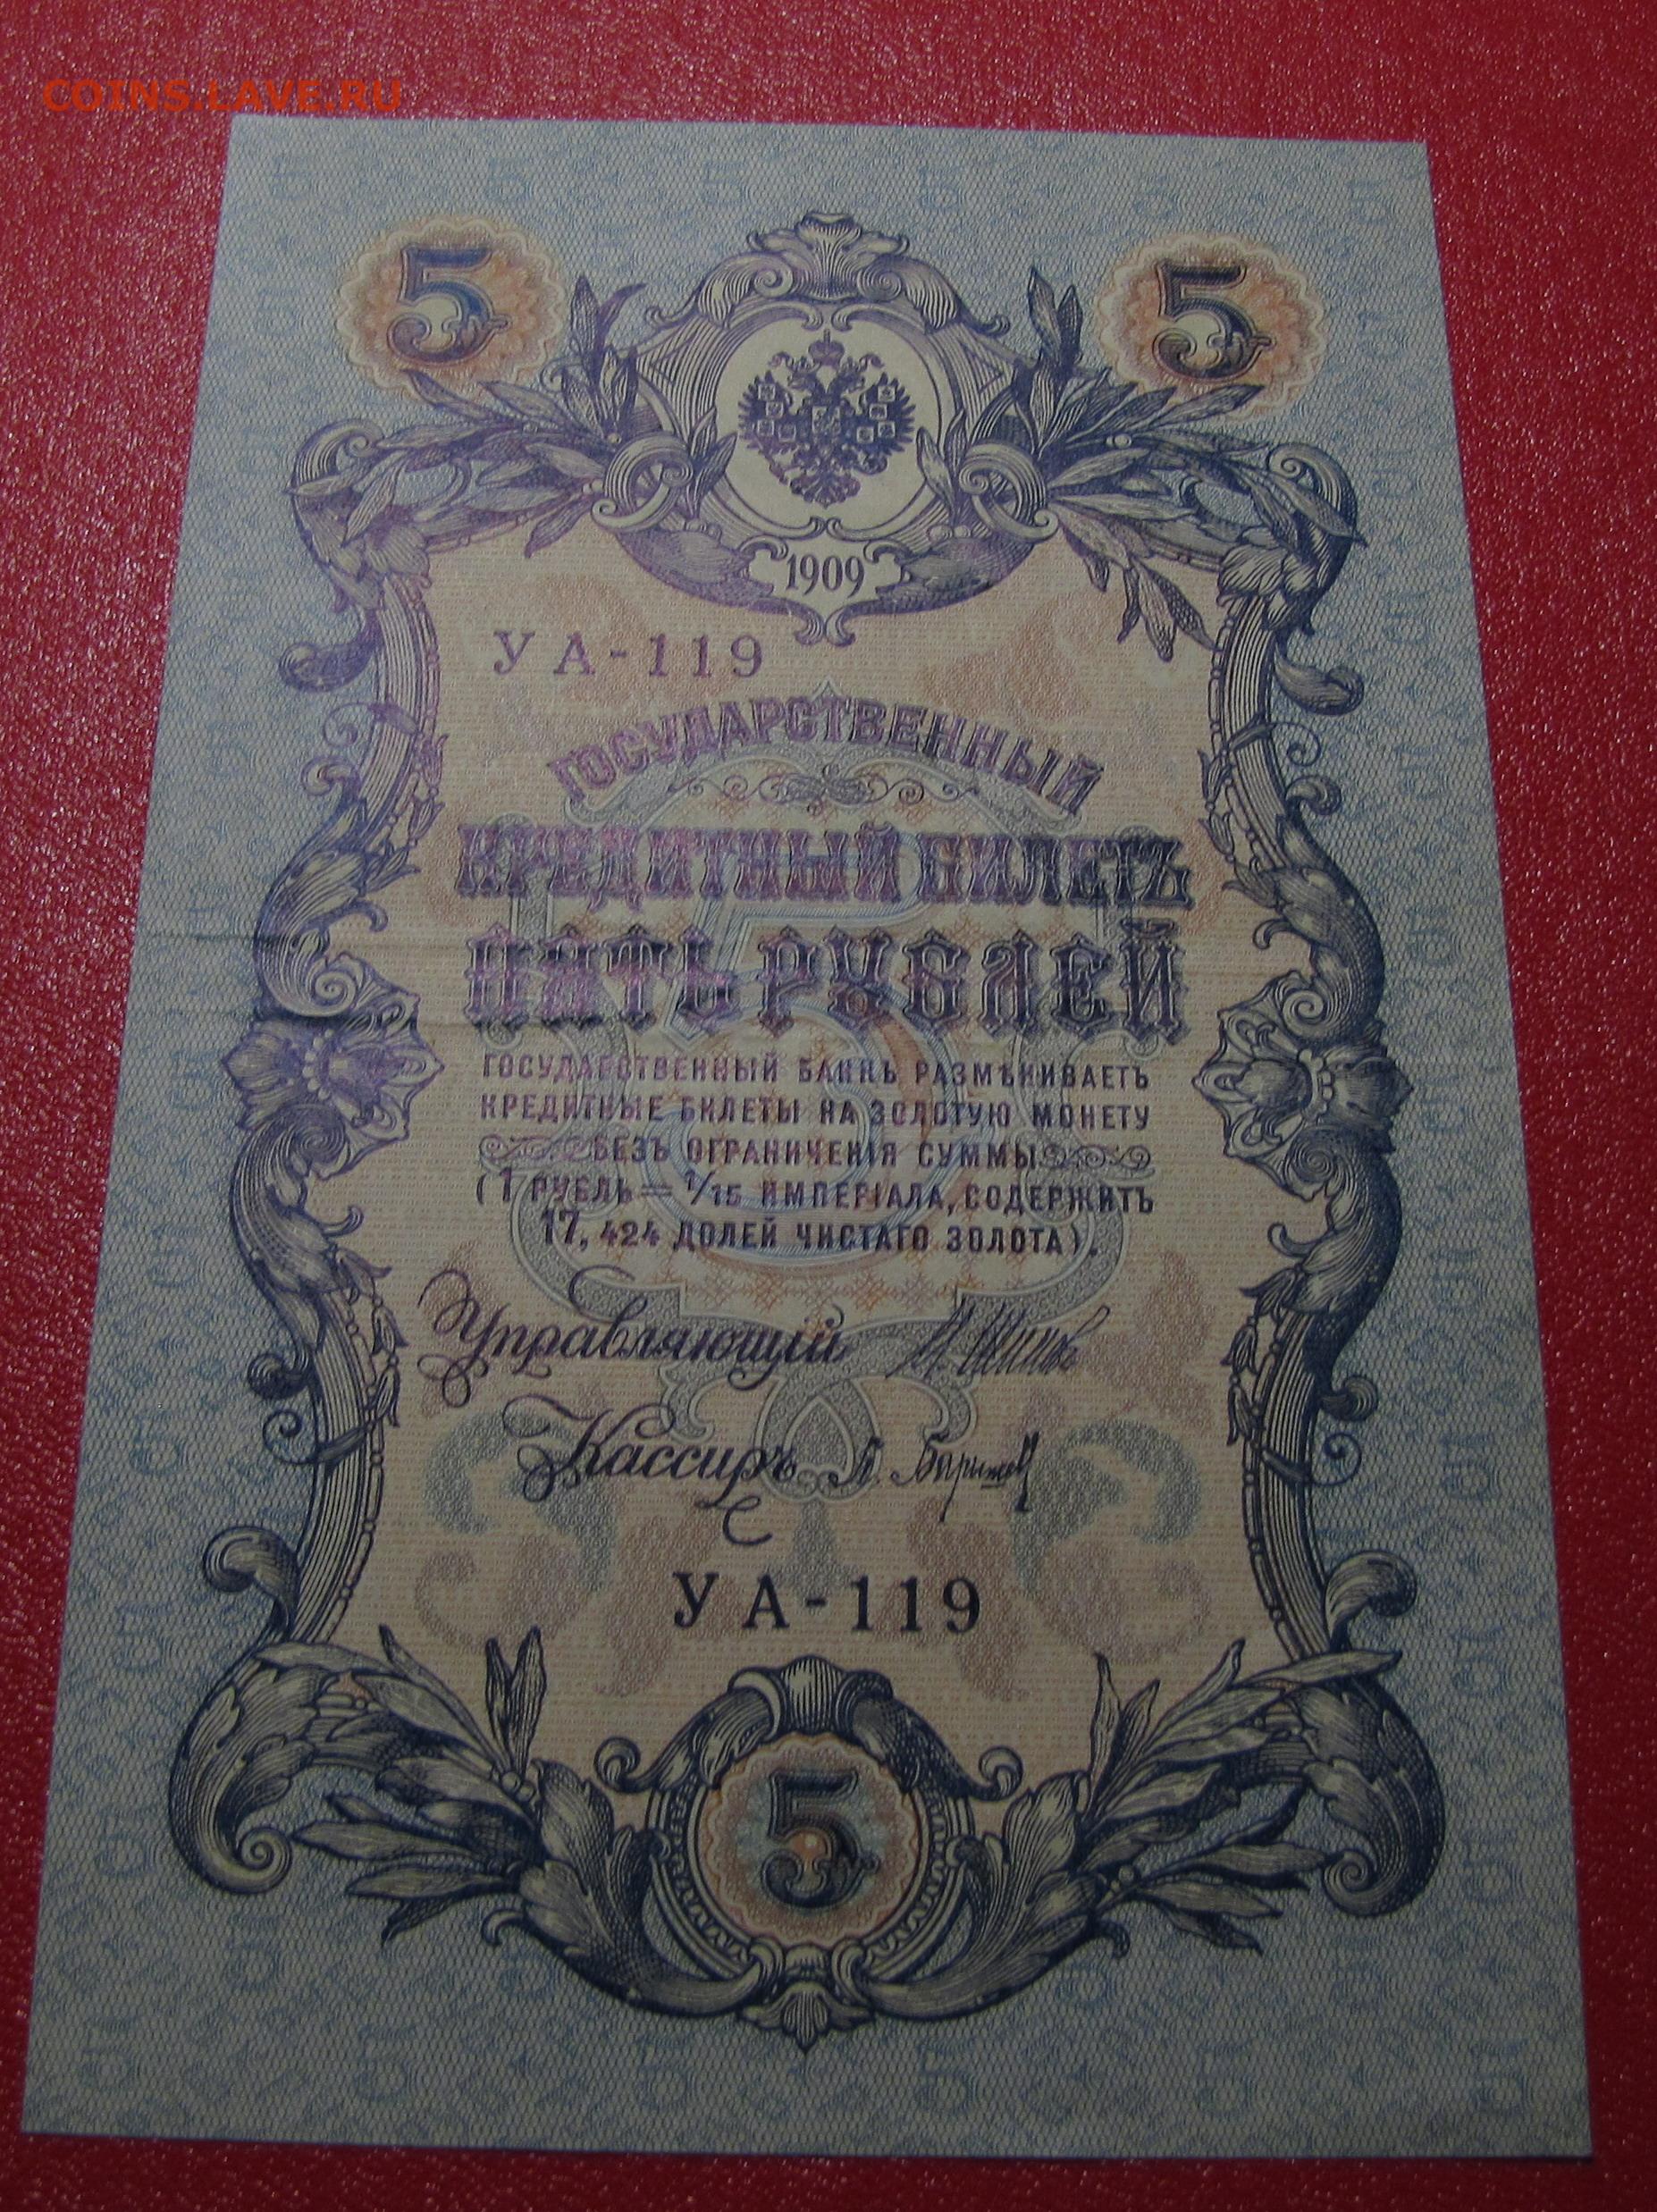 COINS.LAVE.RU
5 5
1909
УА-119
ГОСУДАРСТВЕННЫЙ
КРЕДИТНЫЙ БИЛЕТЪ
ПЯТЬ РУБЛЕЙ
ГОСУДАРСТВЕННЫЙ БАНКЪ РАЗМѢНИВАЕТЪ
КРЕДИТНЫЕ БИЛЕТЫ НА ЗОЛОТУЮ МОНЕТУ
БЕЗЪ ОГРАНИЧЕНІЯ СУММЫ
(1 РУБЛЬ = 1/15 ИМПЕРІАЛА, СОДЕРЖИТЪ
17, 424 ДОЛЕЙ ЧИСТАГО ЗОЛОТА).
Управляющій И. Шипов
Кассиръ
УА-119
5